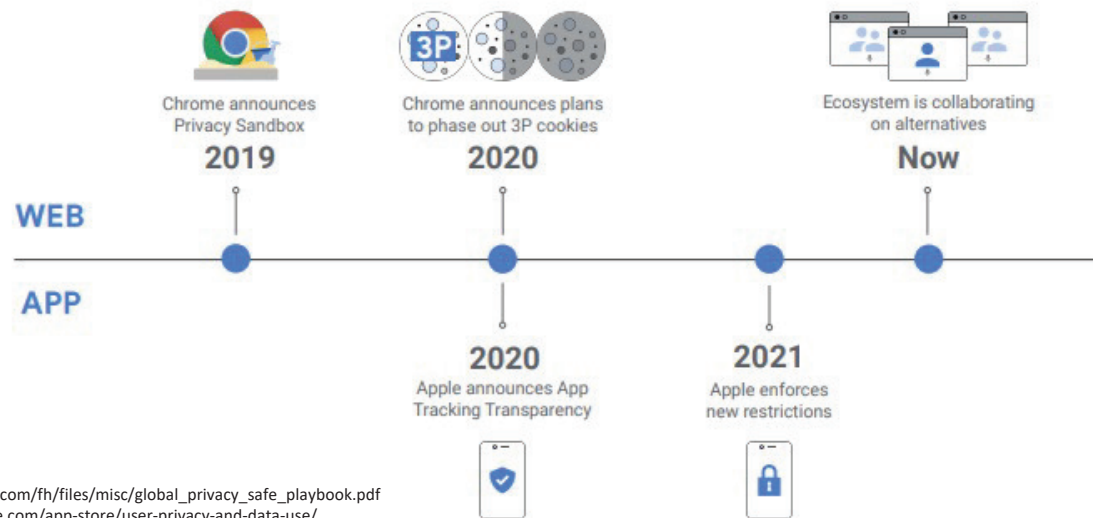 3P
Chrome announces
Privacy Sandbox
2019
Chrome announces plans
to phase out 3P cookies
2020
Ecosystem is collaborating
on alternatives
Now
WEB
APP
2020
Apple announces App
Tracking Transparency
2021
Apple enforces
new restrictions
com/fh/files/misc/global_privacy_safe_playbook.pdf
e.com/app-store/user-privacy-and-data-use/